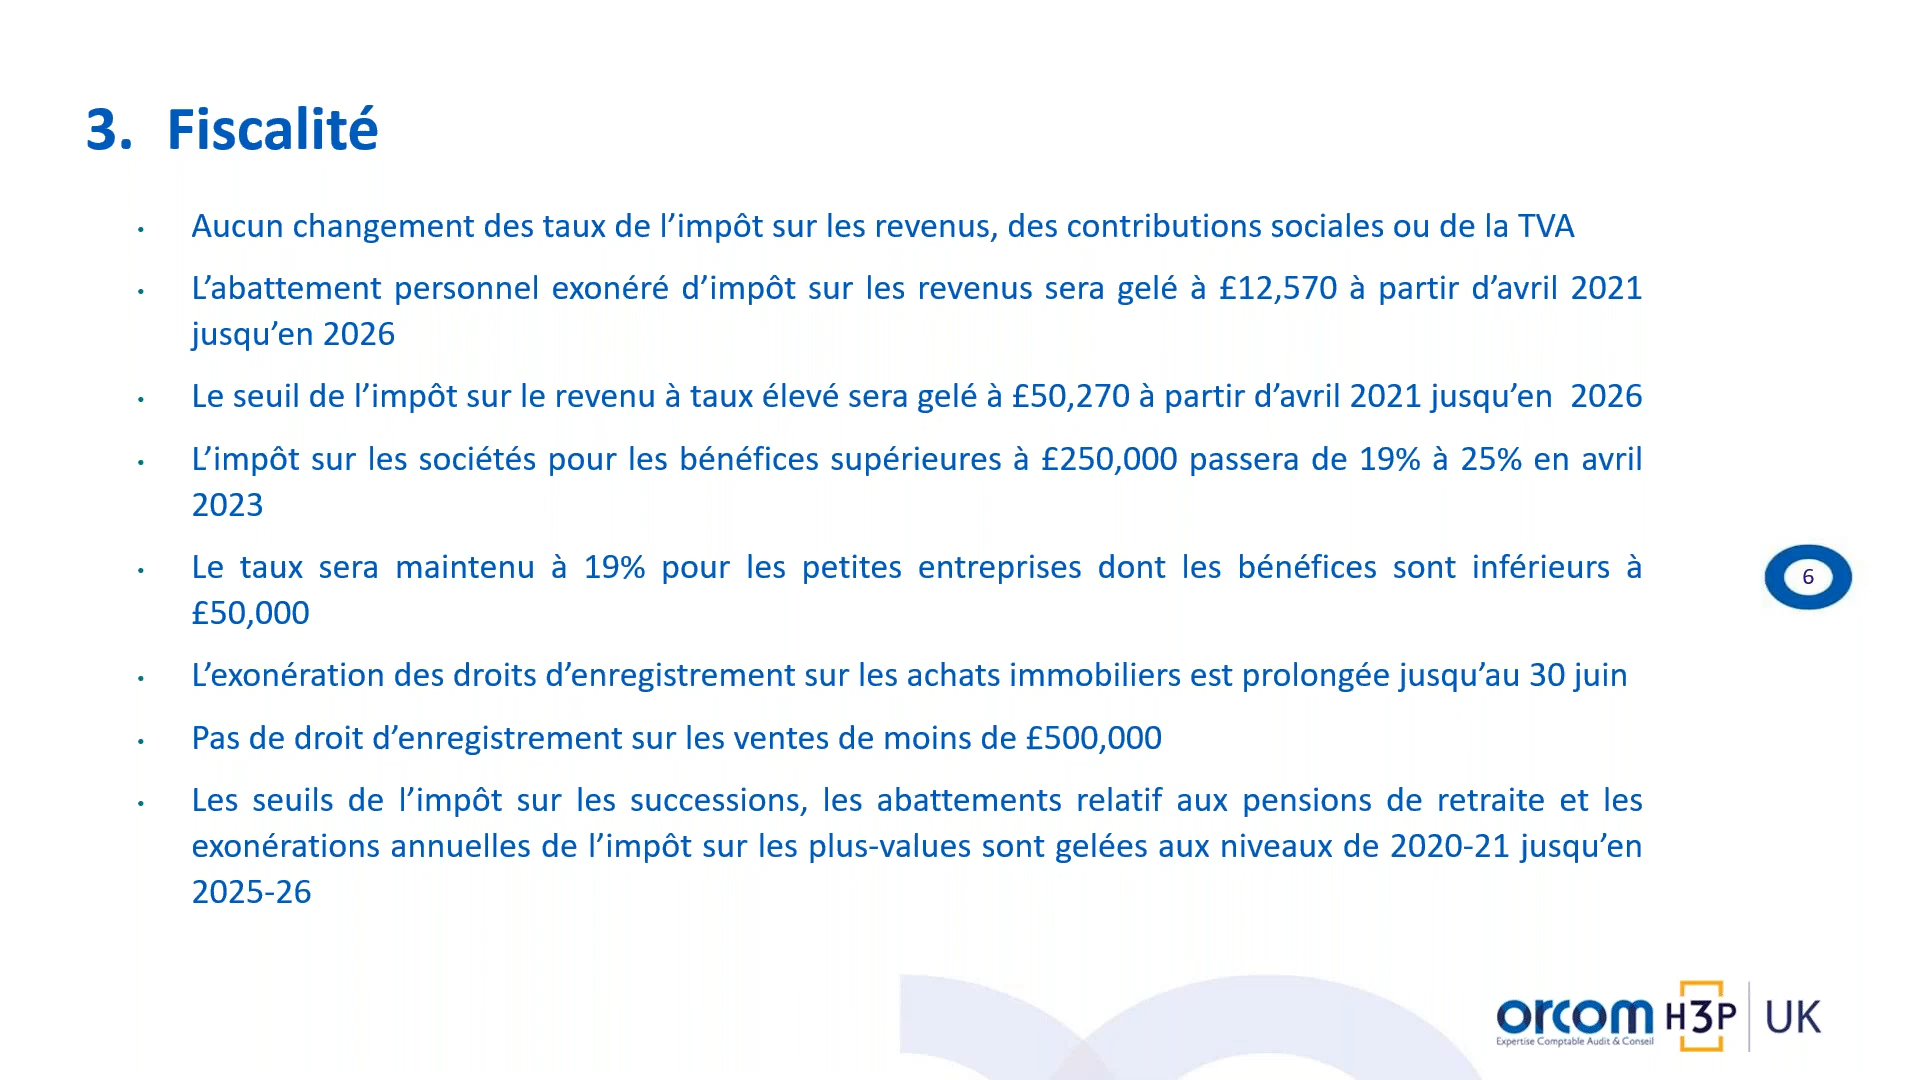 3. Fiscalité
• Aucun changement des taux de l’impôt sur les revenus, des contributions sociales ou de la TVA
• L’abattement personnel exonéré d’impôt sur les revenus sera gelé à £12,570 à partir d’avril 2021
jusqu’en 2026
• Le seuil de l’impôt sur le revenu à taux élevé sera gelé à £50,270 à partir d’avril 2021 jusqu’en 2026
• L’impôt sur les sociétés pour les bénéfices supérieures à £250,000 passera de 19% à 25% en avril
2023
• Le taux sera maintenu à 19% pour les petites entreprises dont les bénéfices sont inférieurs à
£50,000
6
• L’exonération des droits d’enregistrement sur les achats immobiliers est prolongée jusqu’au 30 juin
• Pas de droit d’enregistrement sur les ventes de moins de £500,000
• Les seuils de l’impôt sur les successions, les abattements relatif aux pensions de retraite et les
exonérations annuelles de l’impôt sur les plus-values sont gelées aux niveaux de 2020-21 jusqu’en
2025-26
orcom H3P UK
Expertise Comptable Audit & Conseil